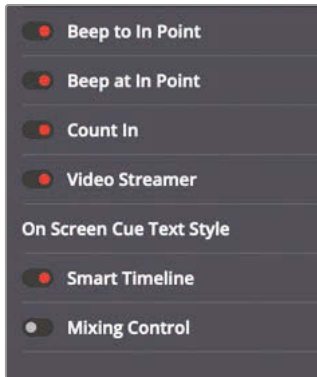 Beep to In Point
Beep at In Point
Count In
Video Streamer
On Screen Cue Text Style
Smart Timeline
Mixing Control